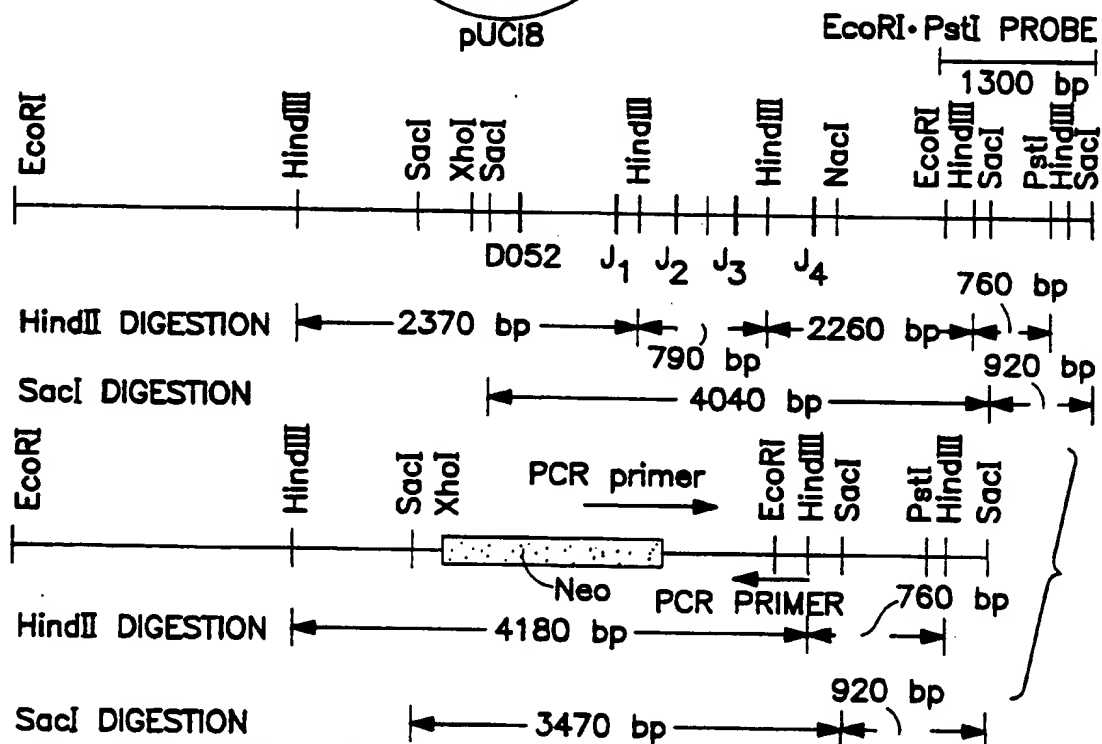 pUC18
EcoRI·PstI PROBE
1300 bp
EcoRI
HindIII
SacI
XhoI
SacI
HindIII
HindIII
NacI
EcoRI
HindIII
SacI
PstI
HindIII
SacI
D052
J1
J2
J3
J4
HindII DIGESTION
2370 bp
790 bp
2260 bp
760 bp
SacI DIGESTION
4040 bp
920 bp
EcoRI
HindIII
SacI
XhoI
PCR primer
EcoRI
HindIII
SacI
PstI
HindIII
SacI
Neo
PCR PRIMER
HindII DIGESTION
4180 bp
760 bp
SacI DIGESTION
3470 bp
920 bp